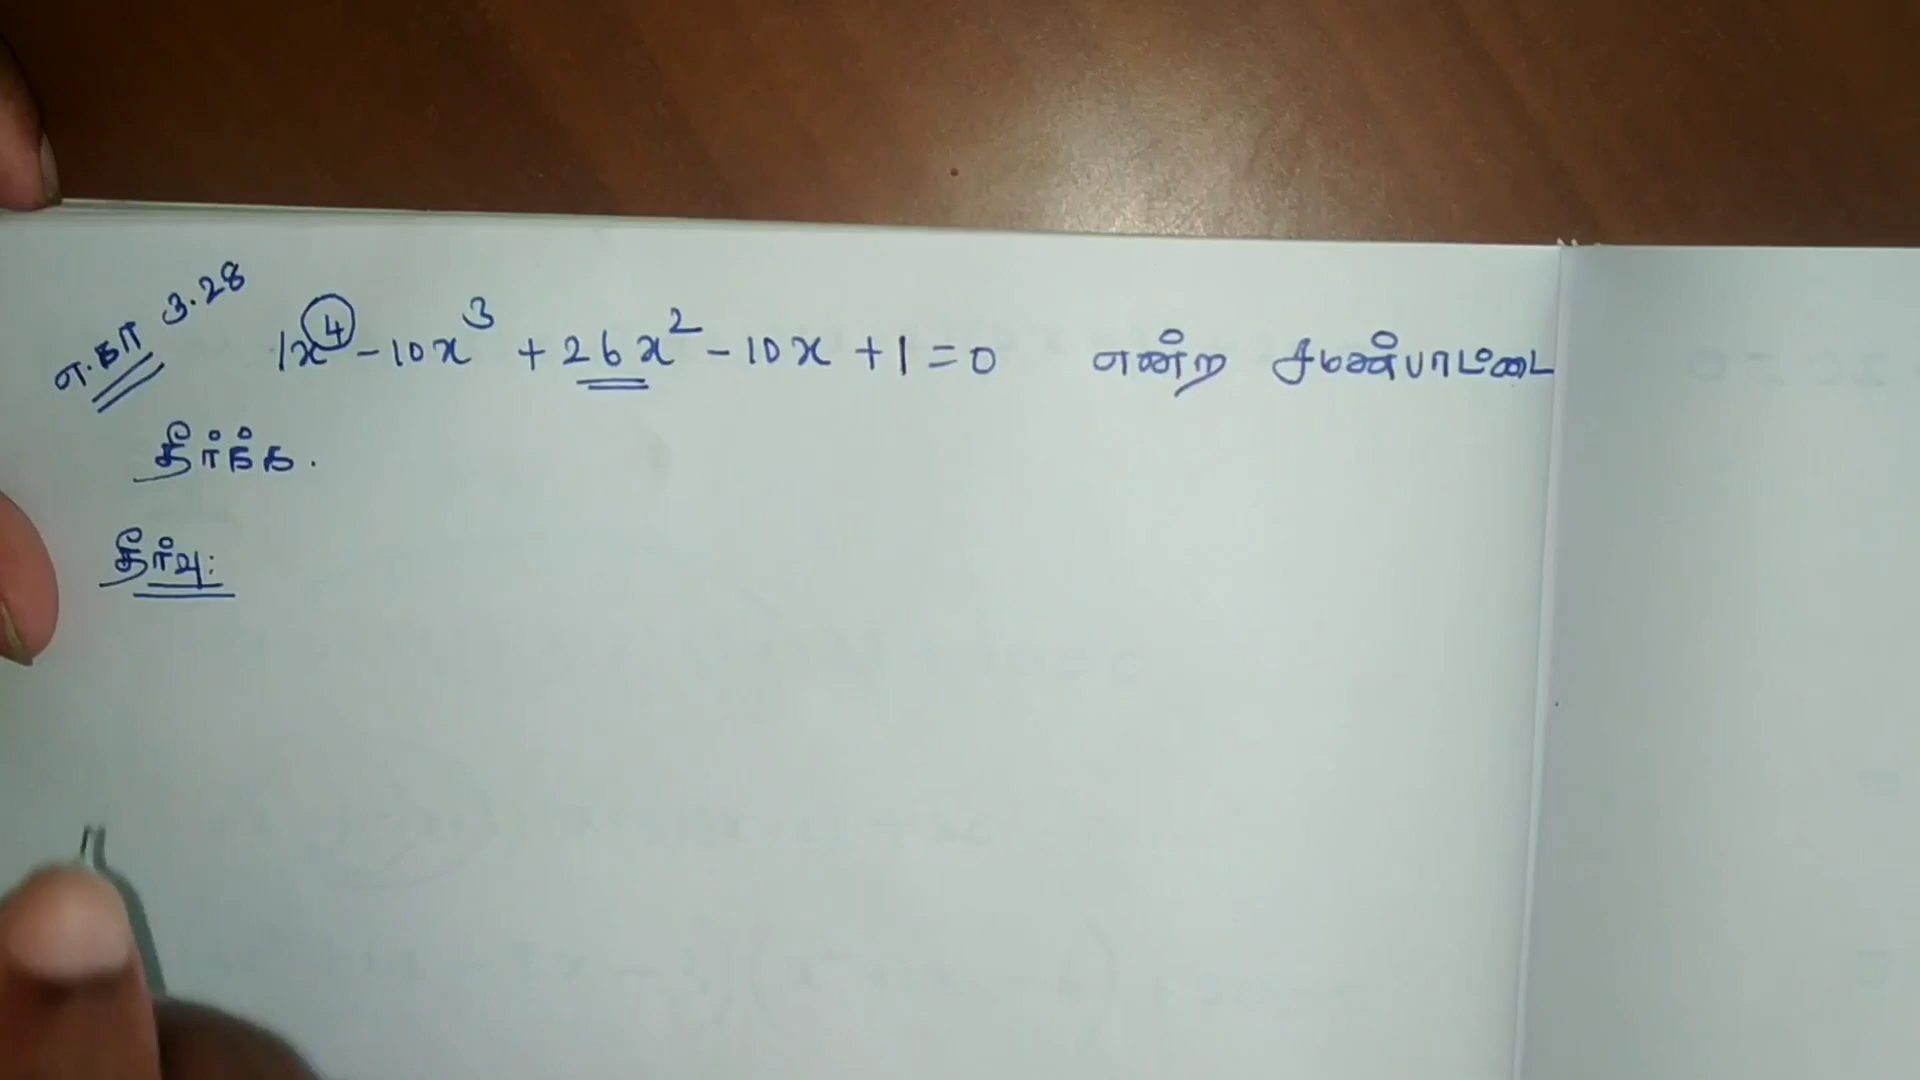 எ.கா 3.28
1x⁴ - 10x³ + 26x² - 10x + 1 = 0 என்ற சமன்பாட்டை
தீர்க்க.
தீர்வு: